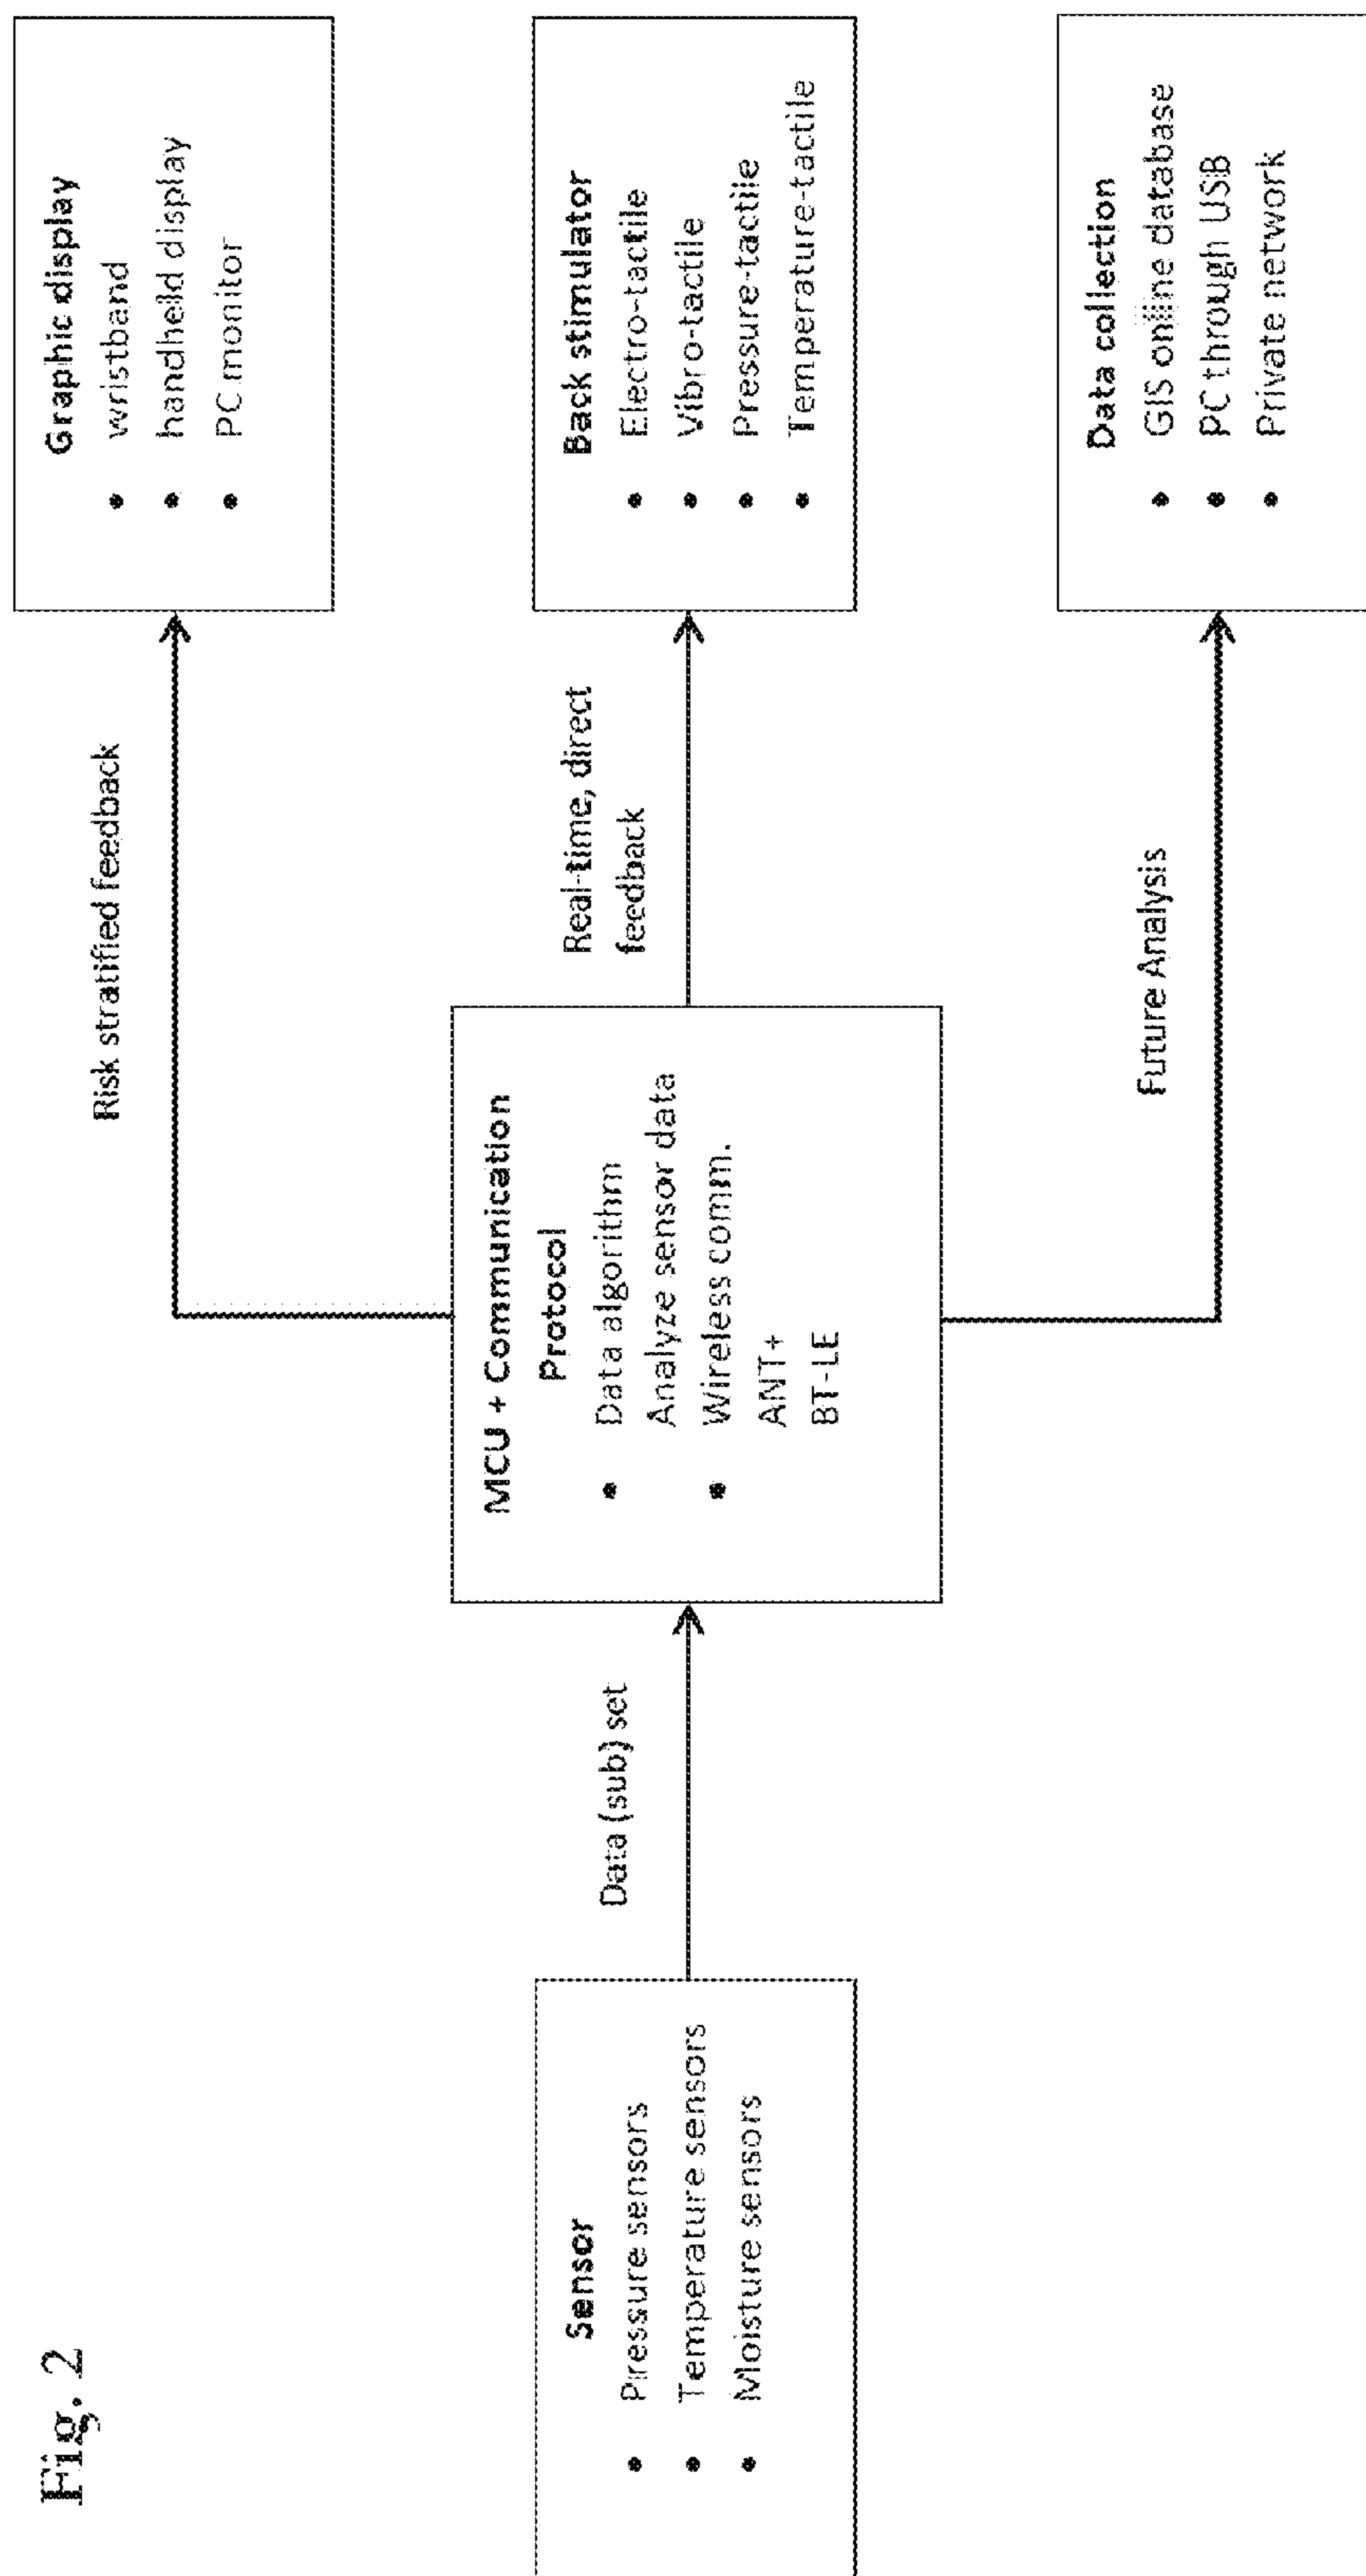 Fig. 2
Sensor
• Pressure sensors
• Temperature sensors
• Moisture sensors
Data (sub) set
MCU + Communication
Protocol
• Data algorithm
Analyze sensor data
• Wireless comm.
ANT+
BT-LE
Risk stratified feedback
Real-time, direct
feedback
Future Analysis
Graphic display
• wristband
• handheld display
• PC monitor
Back stimulator
• Electro-tactile
• Vibro-tactile
• Pressure-tactile
• Temperature-tactile
Data collection
• GIS online database
• PC through USB
• Private network